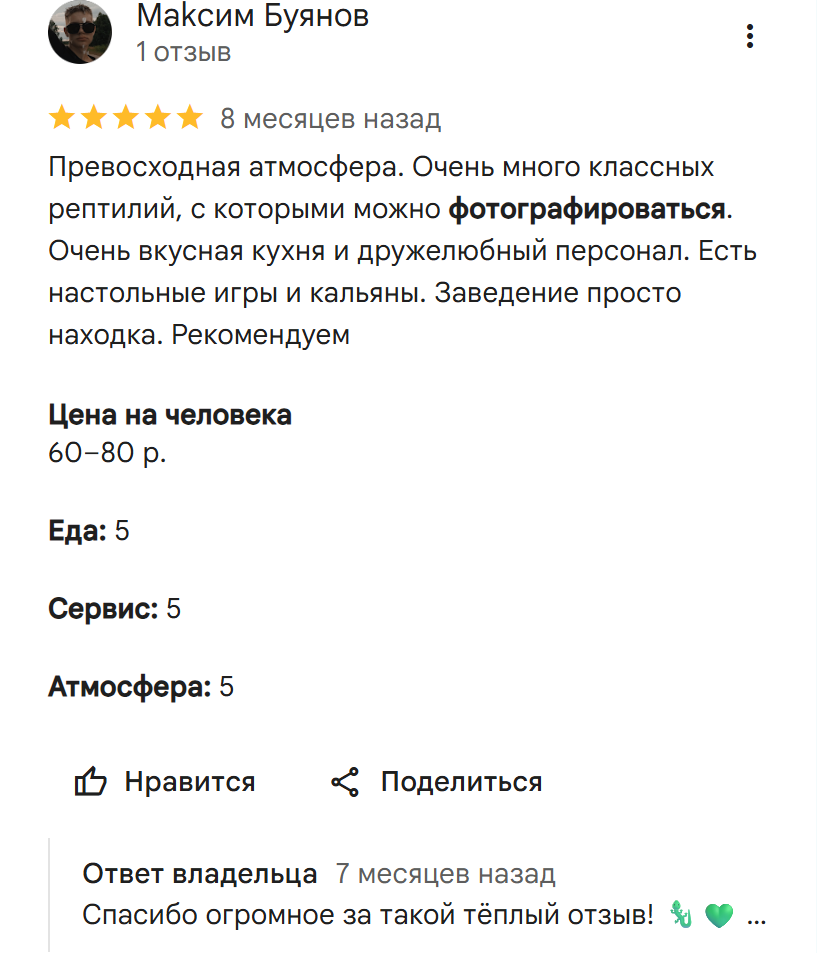 Максим Буянов
1 отзыв
8 месяцев назад
Превосходная атмосфера. Очень много классных
рептилий, с которыми можно фотографироваться.
Очень вкусная кухня и дружелюбный персонал. Есть
настольные игры и кальяны. Заведение просто
находка. Рекомендуем
Цена на человека
60–80 р.
Еда: 5
Сервис: 5
Атмосфера: 5
Нравится Поделиться
Ответ владельца 7 месяцев назад
Спасибо огромное за такой тёплый отзыв! 🦎 💚 ...